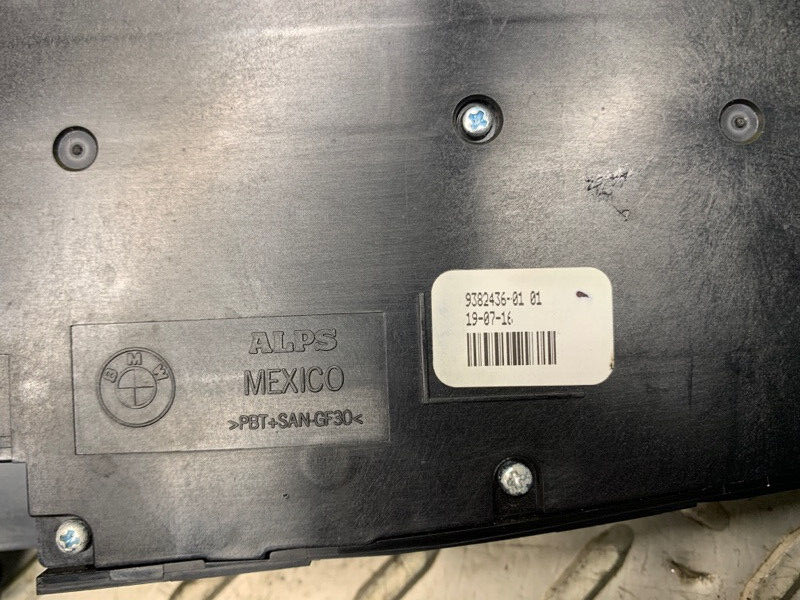 9382436-01 01
19-07-16
ALPS
BMW
MEXICO
>PBT+SAN-GF30<